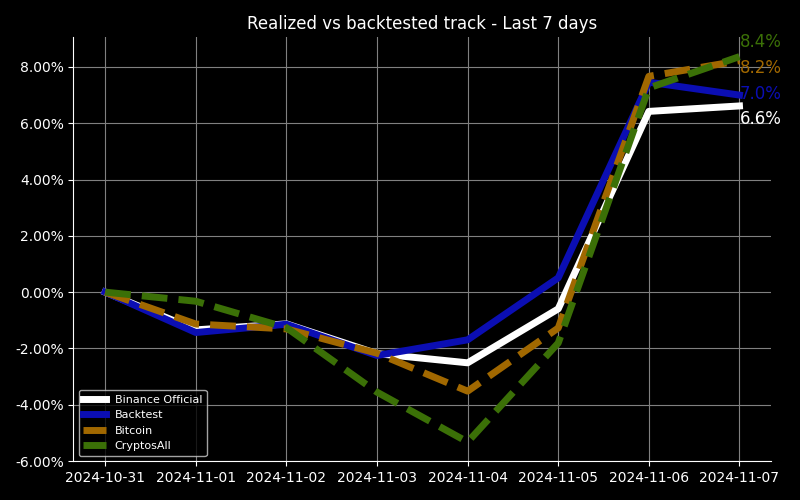 Realized vs backtested track - Last 7 days
8.4%
8.2%
7.0%
6.6%
8.00%
6.00%
4.00%
2.00%
0.00%
-2.00%
-4.00%
-6.00%
Binance Official
Backtest
Bitcoin
CryptosAll
2024-10-31 2024-11-01 2024-11-02 2024-11-03 2024-11-04 2024-11-05 2024-11-06 2024-11-07